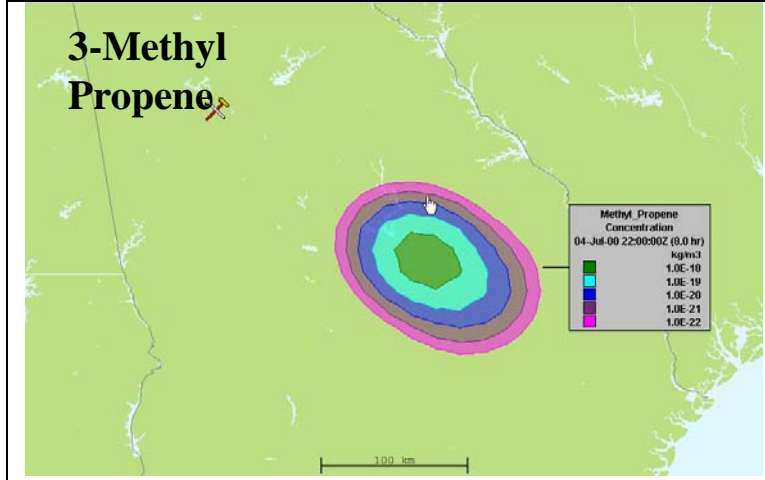 3-Methyl
Propene
Methyl_Propene
Concentration
04-Jul-00 22:00:00Z (8.0 hr)
kg/m3
1.0E-18
1.0E-19
1.0E-20
1.0E-21
1.0E-22
100 km